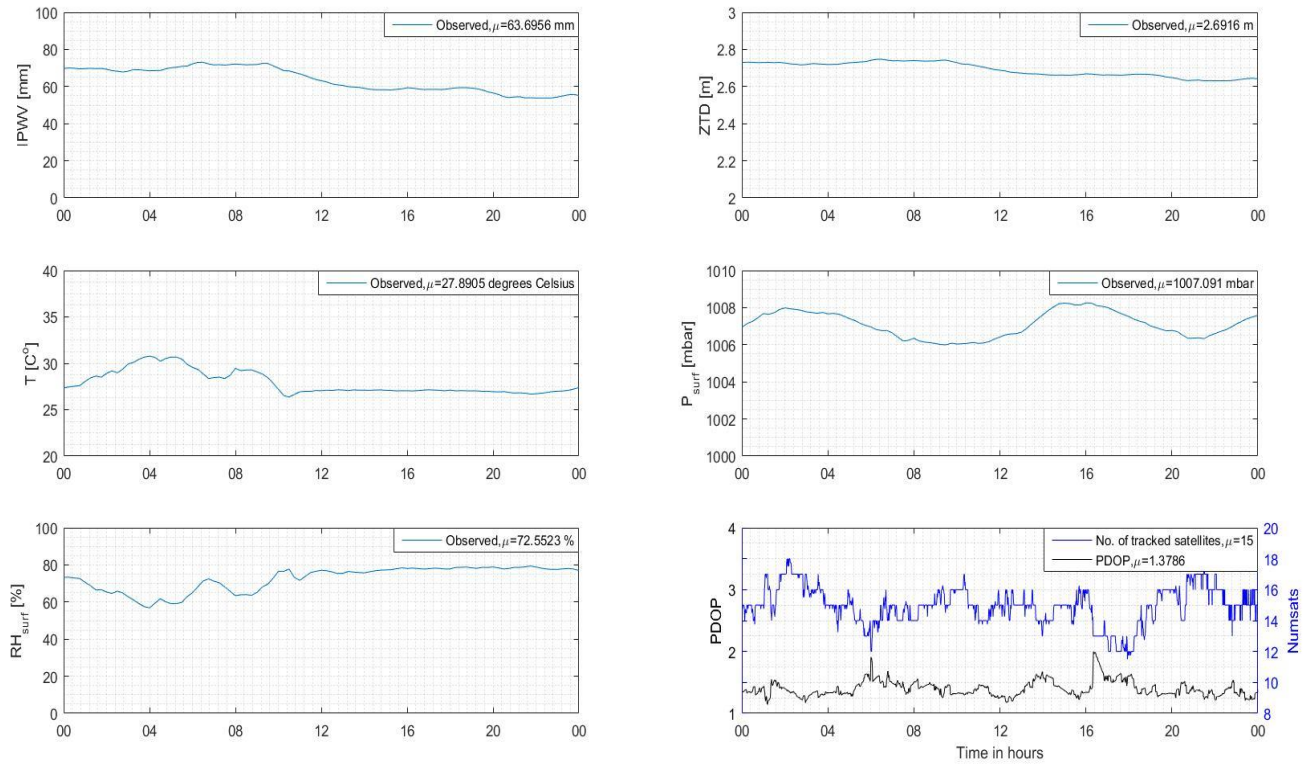 Observed,μ=63.6956 mm
100
80
60
40
20
0
IPWV [mm]
00 04 08 12 16 20 00
Observed,μ=2.6916 m
3
2.8
2.6
2.4
2.2
2
ZTD [m]
00 04 08 12 16 20 00
Observed,μ=27.8905 degrees Celsius
40
35
30
25
20
T [C°]
00 04 08 12 16 20 00
Observed,μ=1007.091 mbar
1010
1008
1006
1004
1002
1000
P surf [mbar]
00 04 08 12 16 20 00
Observed,μ=72.5523 %
100
80
60
40
20
0
RH surf [%]
00 04 08 12 16 20 00
No. of tracked satellites,μ=15
PDOP,μ=1.3786
4
3
2
1
PDOP
20
18
16
14
12
10
8
Numsats
00 04 08 12 16 20 00
Time in hours